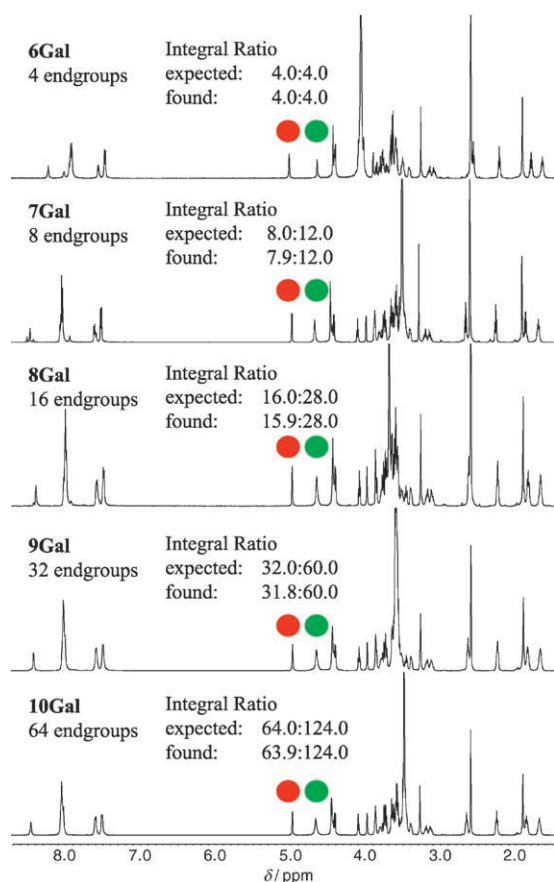 6Gal
4 endgroups
Integral Ratio
expected: 4.0:4.0
found: 4.0:4.0
7Gal
8 endgroups
Integral Ratio
expected: 8.0:12.0
found: 7.9:12.0
8Gal
16 endgroups
Integral Ratio
expected: 16.0:28.0
found: 15.9:28.0
9Gal
32 endgroups
Integral Ratio
expected: 32.0:60.0
found: 31.8:60.0
10Gal
64 endgroups
Integral Ratio
expected: 64.0:124.0
found: 63.9:124.0
8.0 7.0 6.0 5.0 4.0 3.0 2.0
δ/ ppm